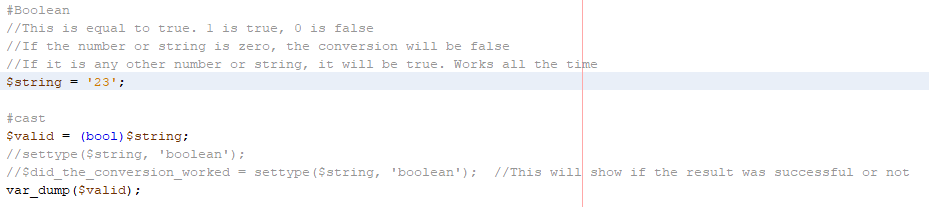 #Boolean
//This is equal to true. 1 is true, 0 is false
//If the number or string is zero, the conversion will be false
//If it is any other number or string, it will be true. Works all the time
$string = '23';
#cast
$valid = (bool)$string;
//settype($string, 'boolean');
//$did_the_conversion_worked = settype($string, 'boolean');  //This will show if the result was successful or not
var_dump($valid);